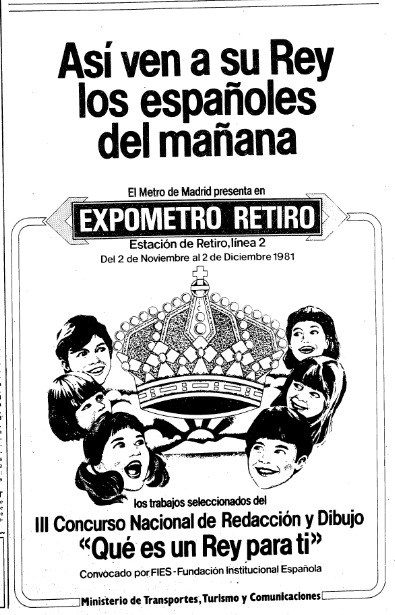 Así ven a su Rey
los españoles
del mañana
El Metro de Madrid presenta en
EXPOMETRO RETIRO
Estación de Retiro, línea 2
Del 2 de Noviembre al 2 de Diciembre 1981
los trabajos seleccionados del
III Concurso Nacional de Redacción y Dibujo
«Qué es un Rey para ti»
Convocado por FIES - Fundación Institucional Española
Ministerio de Transportes, Turismo y Comunicaciones